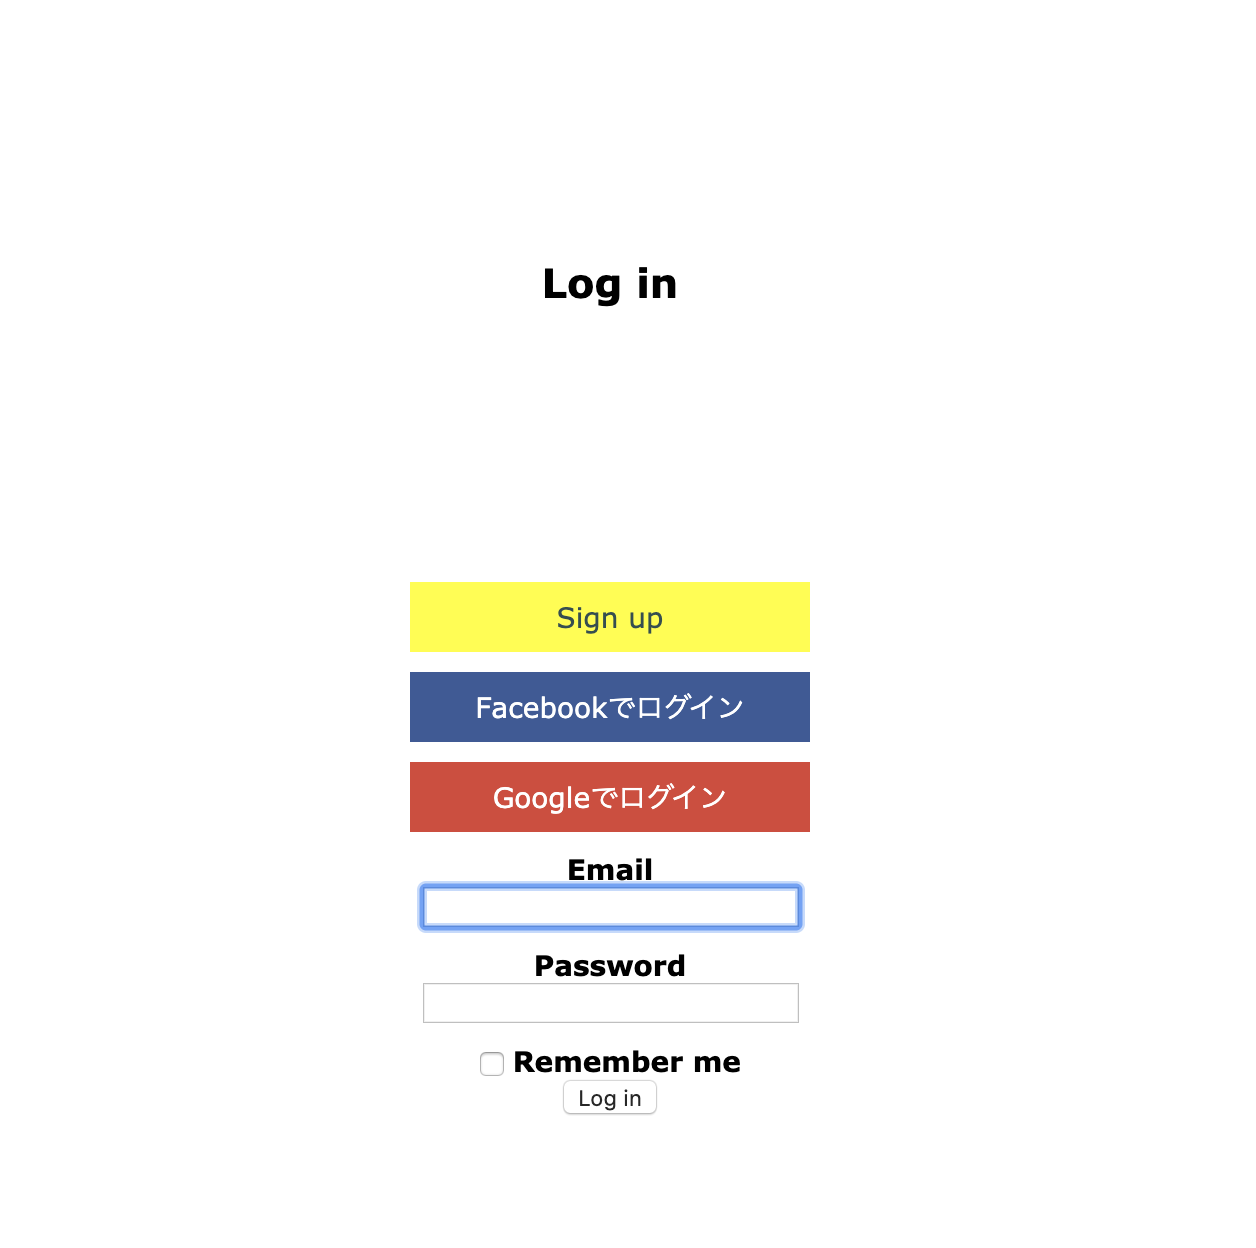 Log in
Sign up
Facebookでログイン
Googleでログイン
Email
Password
Remember me
Log in